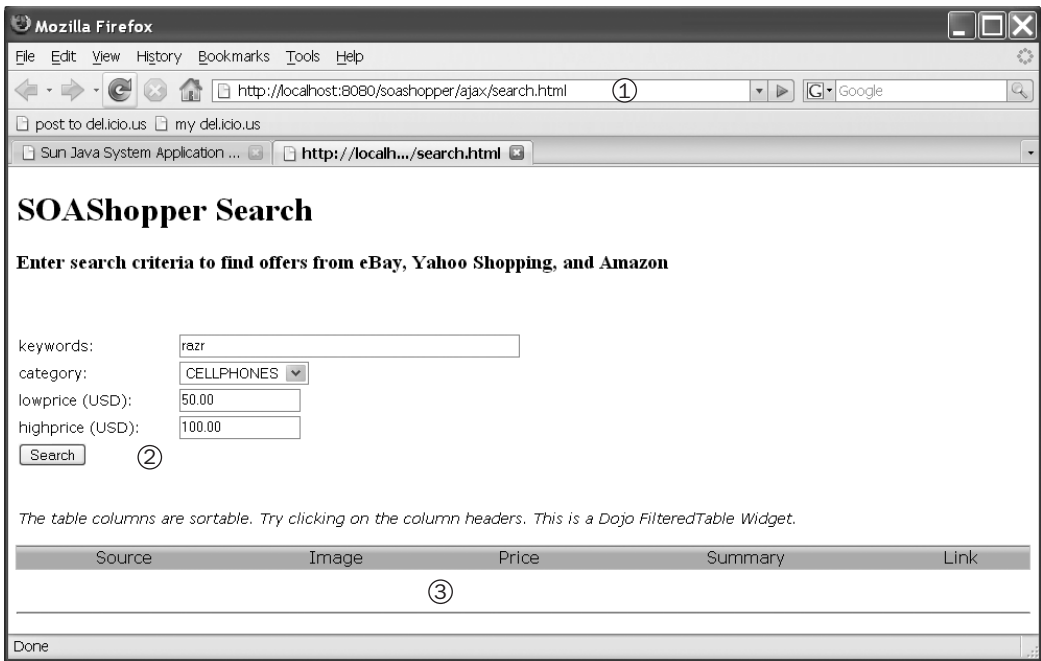 Mozilla Firefox
File Edit View History Bookmarks Tools Help
http://localhost:8080/soashopper/ajax/search.html ① G Google
post to del.icio.us my del.icio.us
Sun Java System Application ... http://localh.../search.html
SOAShopper Search
Enter search criteria to find offers from eBay, Yahoo Shopping, and Amazon
keywords: razr
category: CELLPHONES
lowprice (USD): 50.00
highprice (USD): 100.00
Search ②
The table columns are sortable. Try clicking on the column headers. This is a Dojo FilteredTable Widget.
Source Image Price Summary Link
③
Done